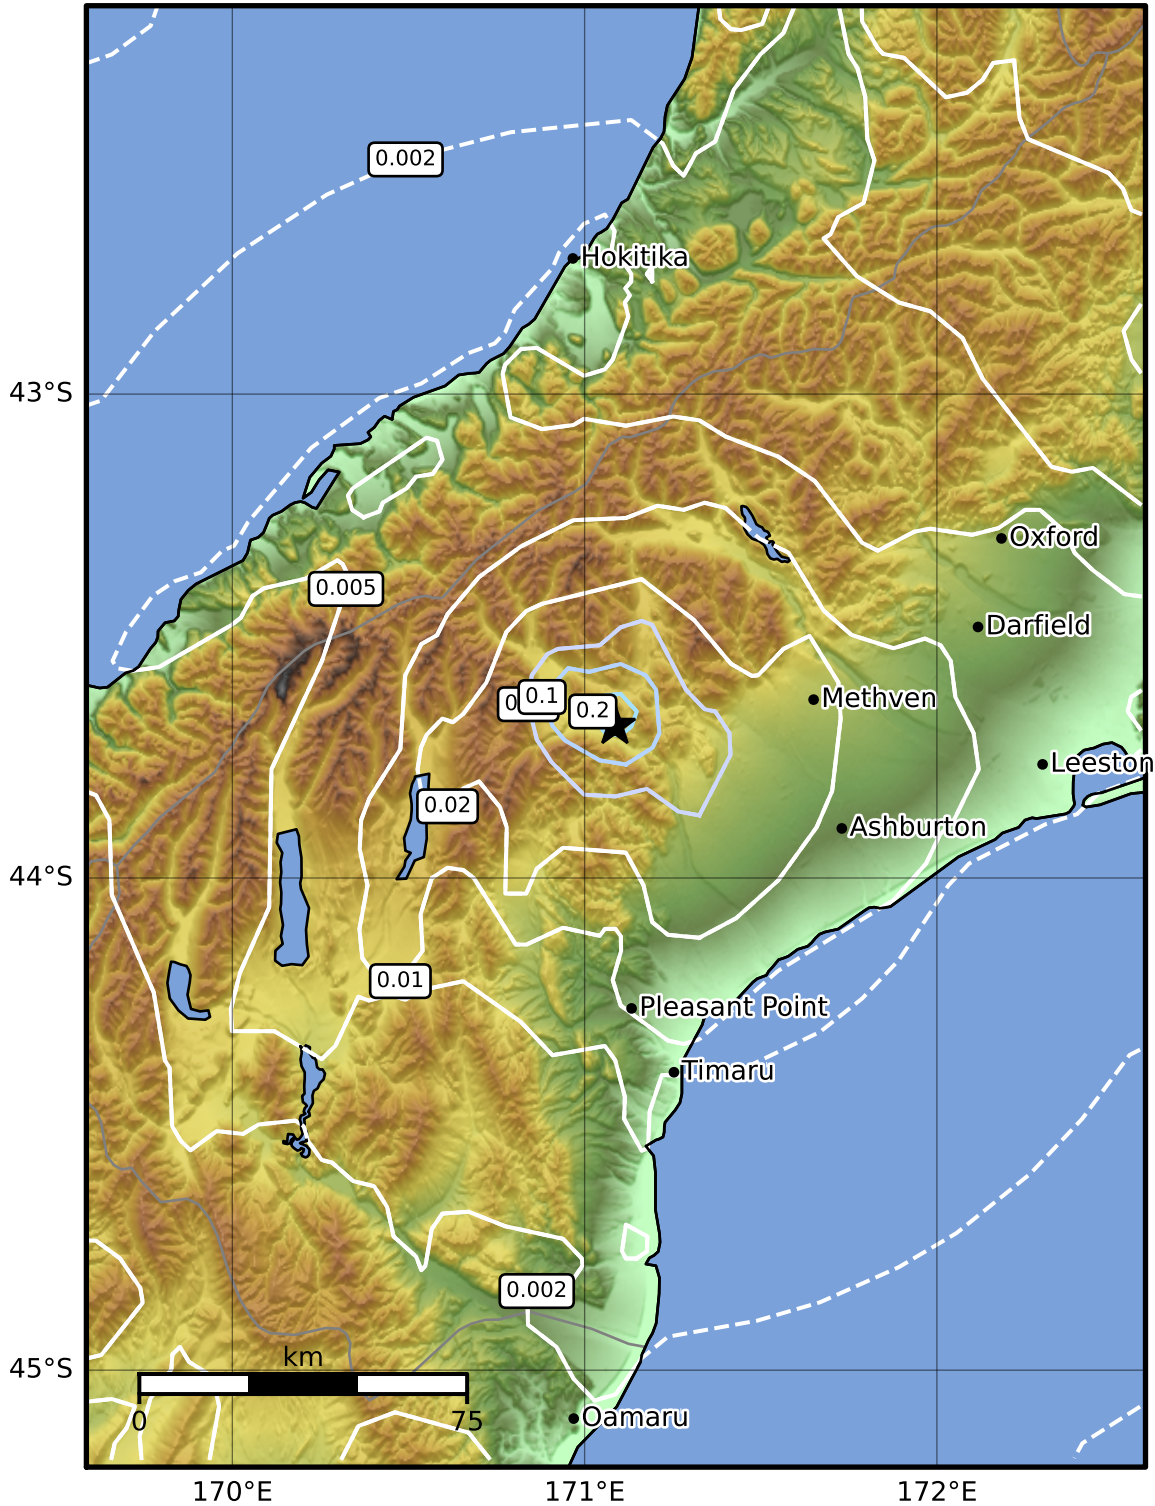 0.002
Hokitika
43°S
Oxford
0.005
Darfield
0.1
Methven
0.2
Leeston
0.02
Ashburton
44°S
0.01
Pleasant Point
Timaru
0.002
km
45°S
0 75
Oamaru
170°E 171°E 172°E